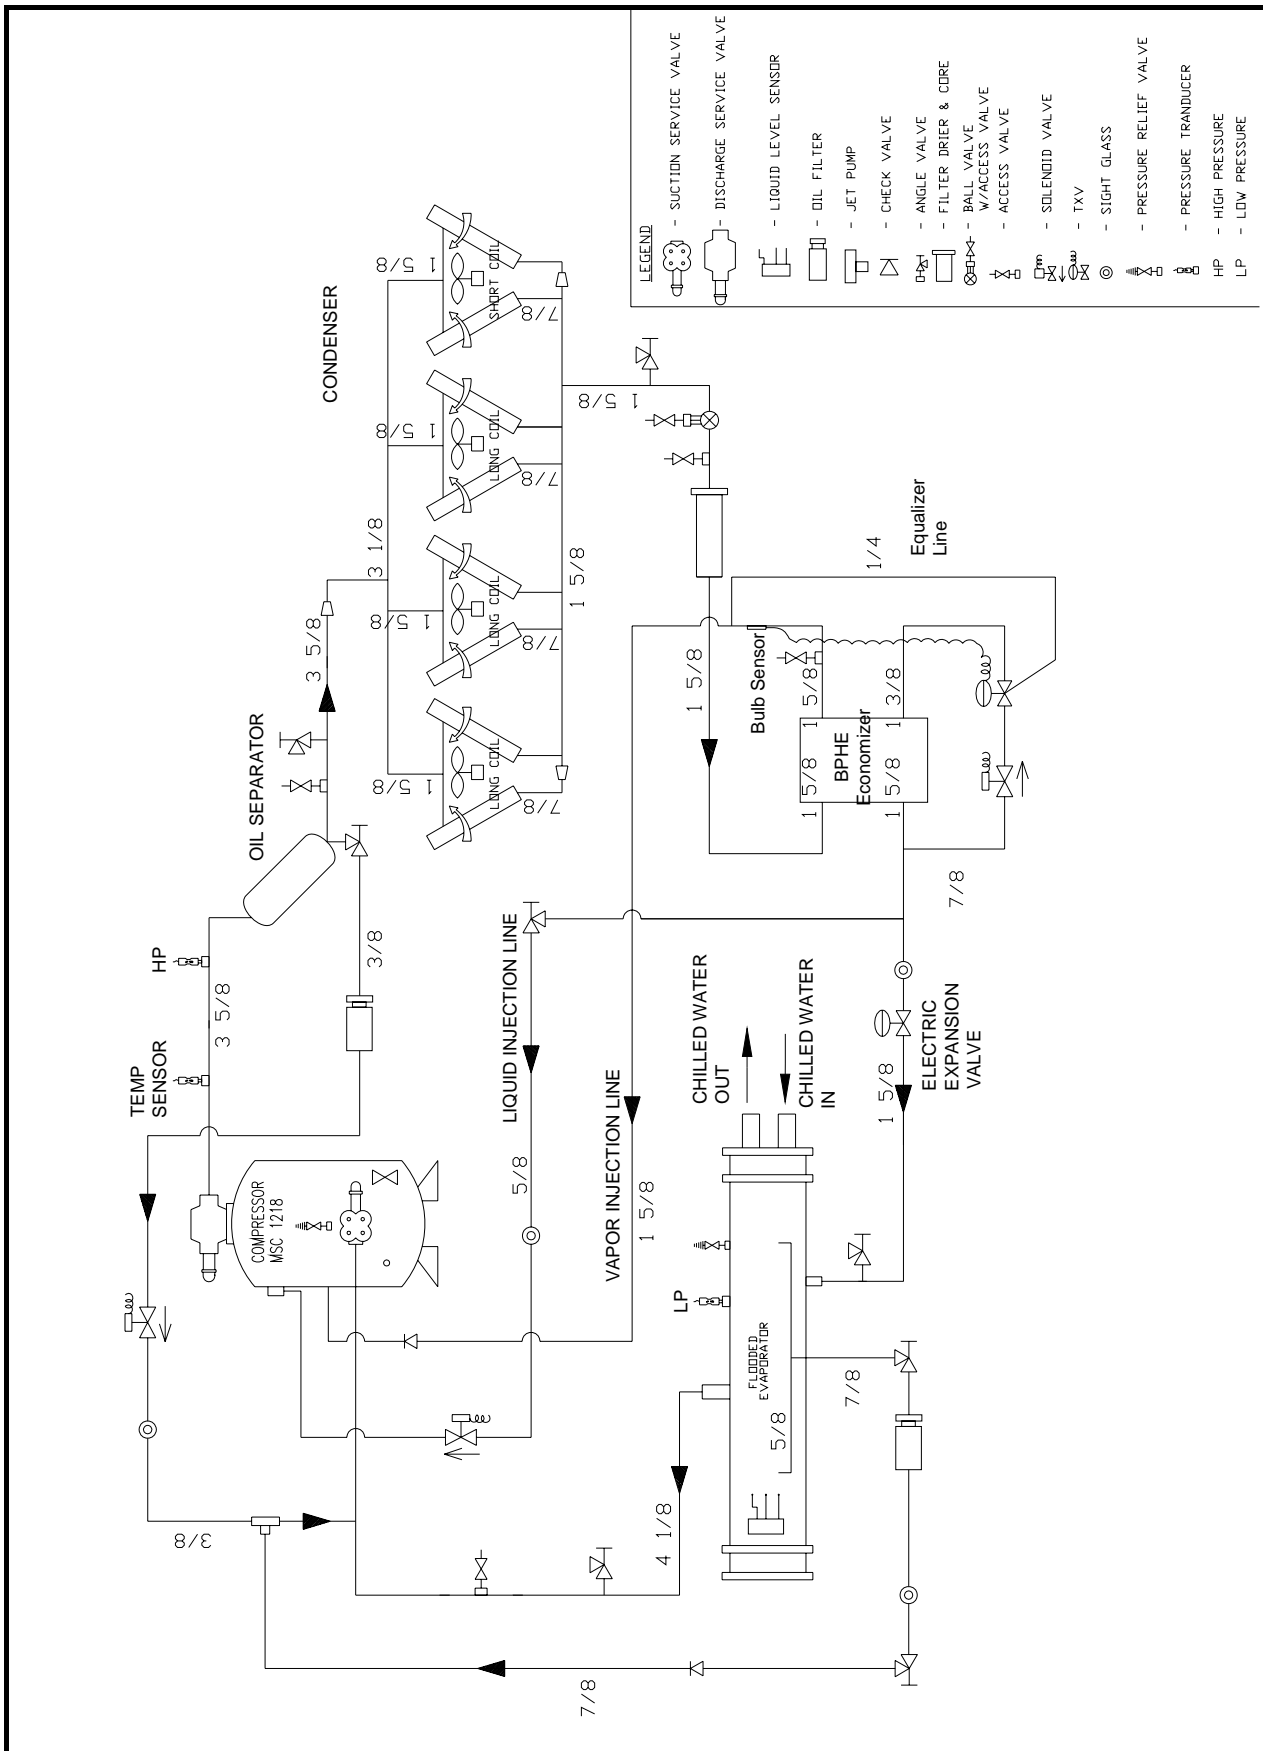 LEGEND
- SUCTION SERVICE VALVE
- DISCHARGE SERVICE VALVE
- LIQUID LEVEL SENSOR
- OIL FILTER
- JET PUMP
- CHECK VALVE
- ANGLE VALVE
- FILTER DRIER & CORE
- BALL VALVE
W/ACCESS VALVE
- ACCESS VALVE
- SOLENOID VALVE
- TXV
- SIGHT GLASS
- PRESSURE RELIEF VALVE
- PRESSURE TRANDUCER
HP - HIGH PRESSURE
LP - LOW PRESSURE
CONDENSER
1 5/8
SHORT COIL
7/8
1 5/8
LONG COIL
7/8
1 5/8
LONG COIL
7/8
1 5/8
LONG COIL
7/8
3 1/8
3 5/8
1 5/8
1 5/8
OIL SEPARATOR
HP
3 5/8
TEMP
SENSOR
3/8
COMPRESSOR
MSC 1218
3/8
LIQUID INJECTION LINE
5/8
VAPOR INJECTION LINE
1 5/8
1 5/8
Bulb Sensor
1/4
Equalizer
Line
1 5/8
1 3/8
BPHE
Economizer
1 5/8
1 5/8
7/8
CHILLED WATER
OUT
CHILLED WATER
IN
ELECTRIC
EXPANSION
VALVE
1 5/8
LP
FLOODED
EVAPORATOR
5/8
7/8
4 1/8
7/8